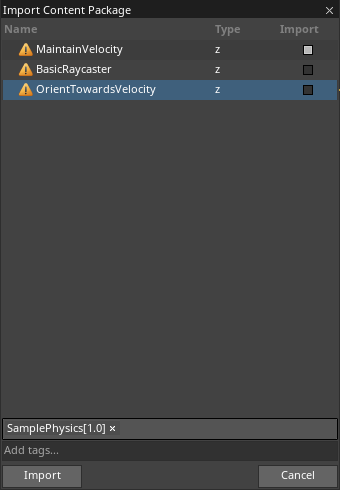 Import Content Package
Name Type Import
MaintainVelocity z
BasicRaycaster z
OrientTowardsVelocity z
SamplePhysics[1.0] ×
Add tags...
Import Cancel